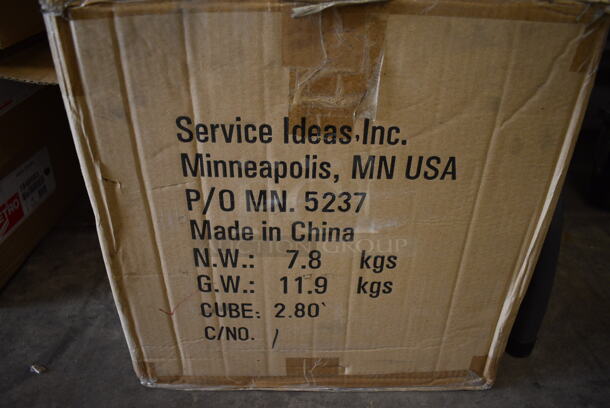 Service Ideas, Inc.
Minneapolis, MN USA
P/O MN. 5237
Made in China
N.W.: 7.8 kgs
G.W.: 11.9 kgs
CUBE: 2.80'
C/NO. /